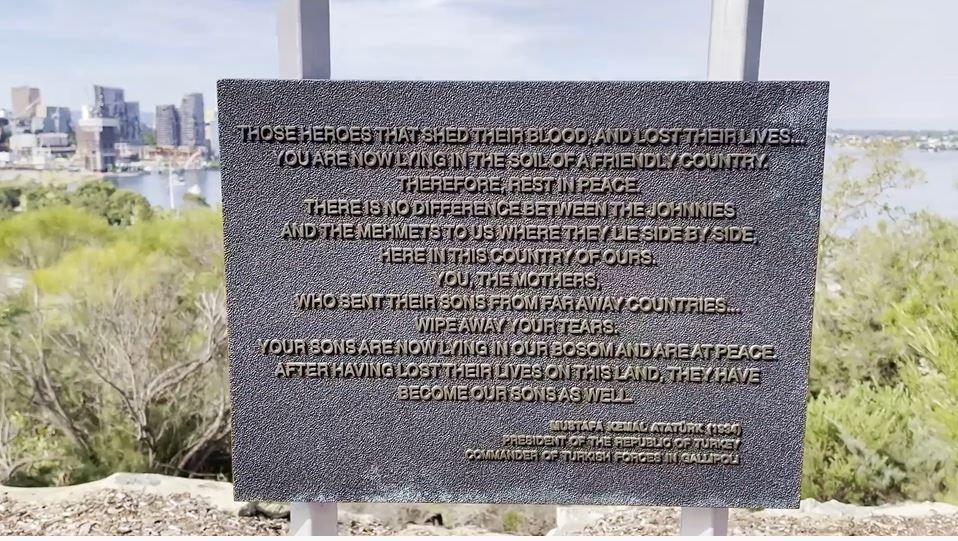 THOSE HEROES THAT SHED THEIR BLOOD, AND LOST THEIR LIVES...
YOU ARE NOW LYING IN THE SOIL OF A FRIENDLY COUNTRY.
THEREFORE, REST IN PEACE.
THERE IS NO DIFFERENCE BETWEEN THE JOHNNIES
AND THE MEHMETS TO US WHERE THEY LIE SIDE BY SIDE,
HERE IN THIS COUNTRY OF OURS.
YOU, THE MOTHERS,
WHO SENT THEIR SONS FROM FAR AWAY COUNTRIES...
WIPE AWAY YOUR TEARS.
YOUR SONS ARE NOW LYING IN OUR BOSOM AND ARE AT PEACE.
AFTER HAVING LOST THEIR LIVES ON THIS LAND, THEY HAVE
BECOME OUR SONS AS WELL.
MUSTAFA KEMAL ATATÜRK (1934)
PRESIDENT OF THE REPUBLIC OF TURKEY
COMMANDER OF TURKISH FORCES IN GALLIPOLI